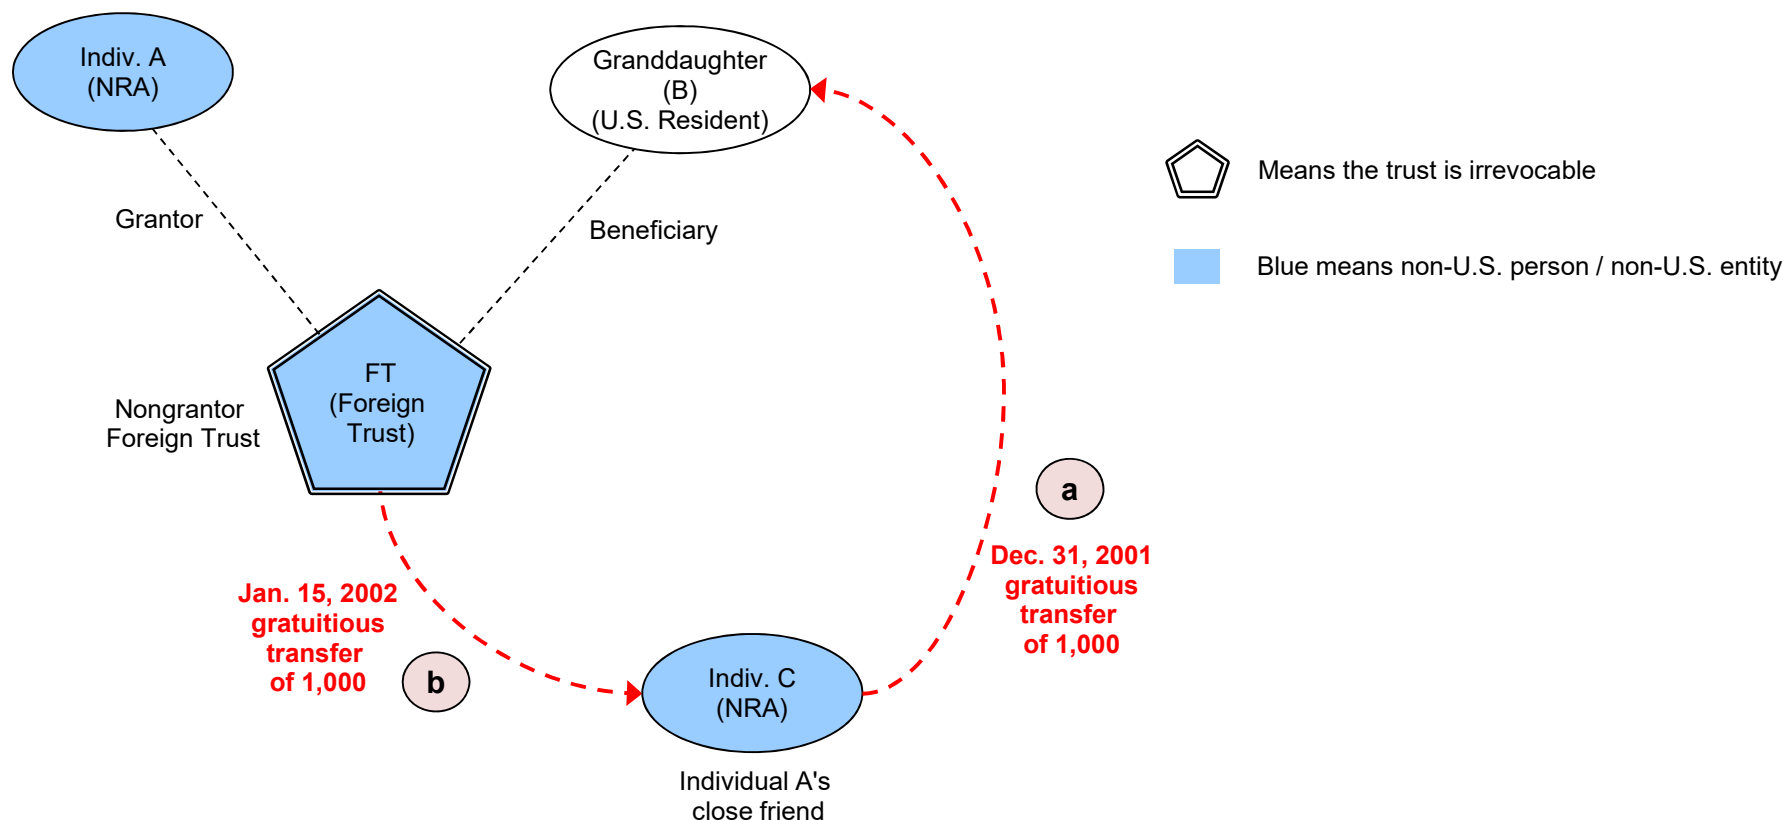 Indiv. A
(NRA)
Granddaughter
(B)
(U.S. Resident)
Means the trust is irrevocable
Grantor
Beneficiary
Blue means non-U.S. person / non-U.S. entity
FT
(Foreign
Trust)
Nongrantor
Foreign Trust
a
Dec. 31, 2001
gratuitious
transfer
of 1,000
Jan. 15, 2002
gratuitious
transfer
of 1,000
b
Indiv. C
(NRA)
Individual A's
close friend